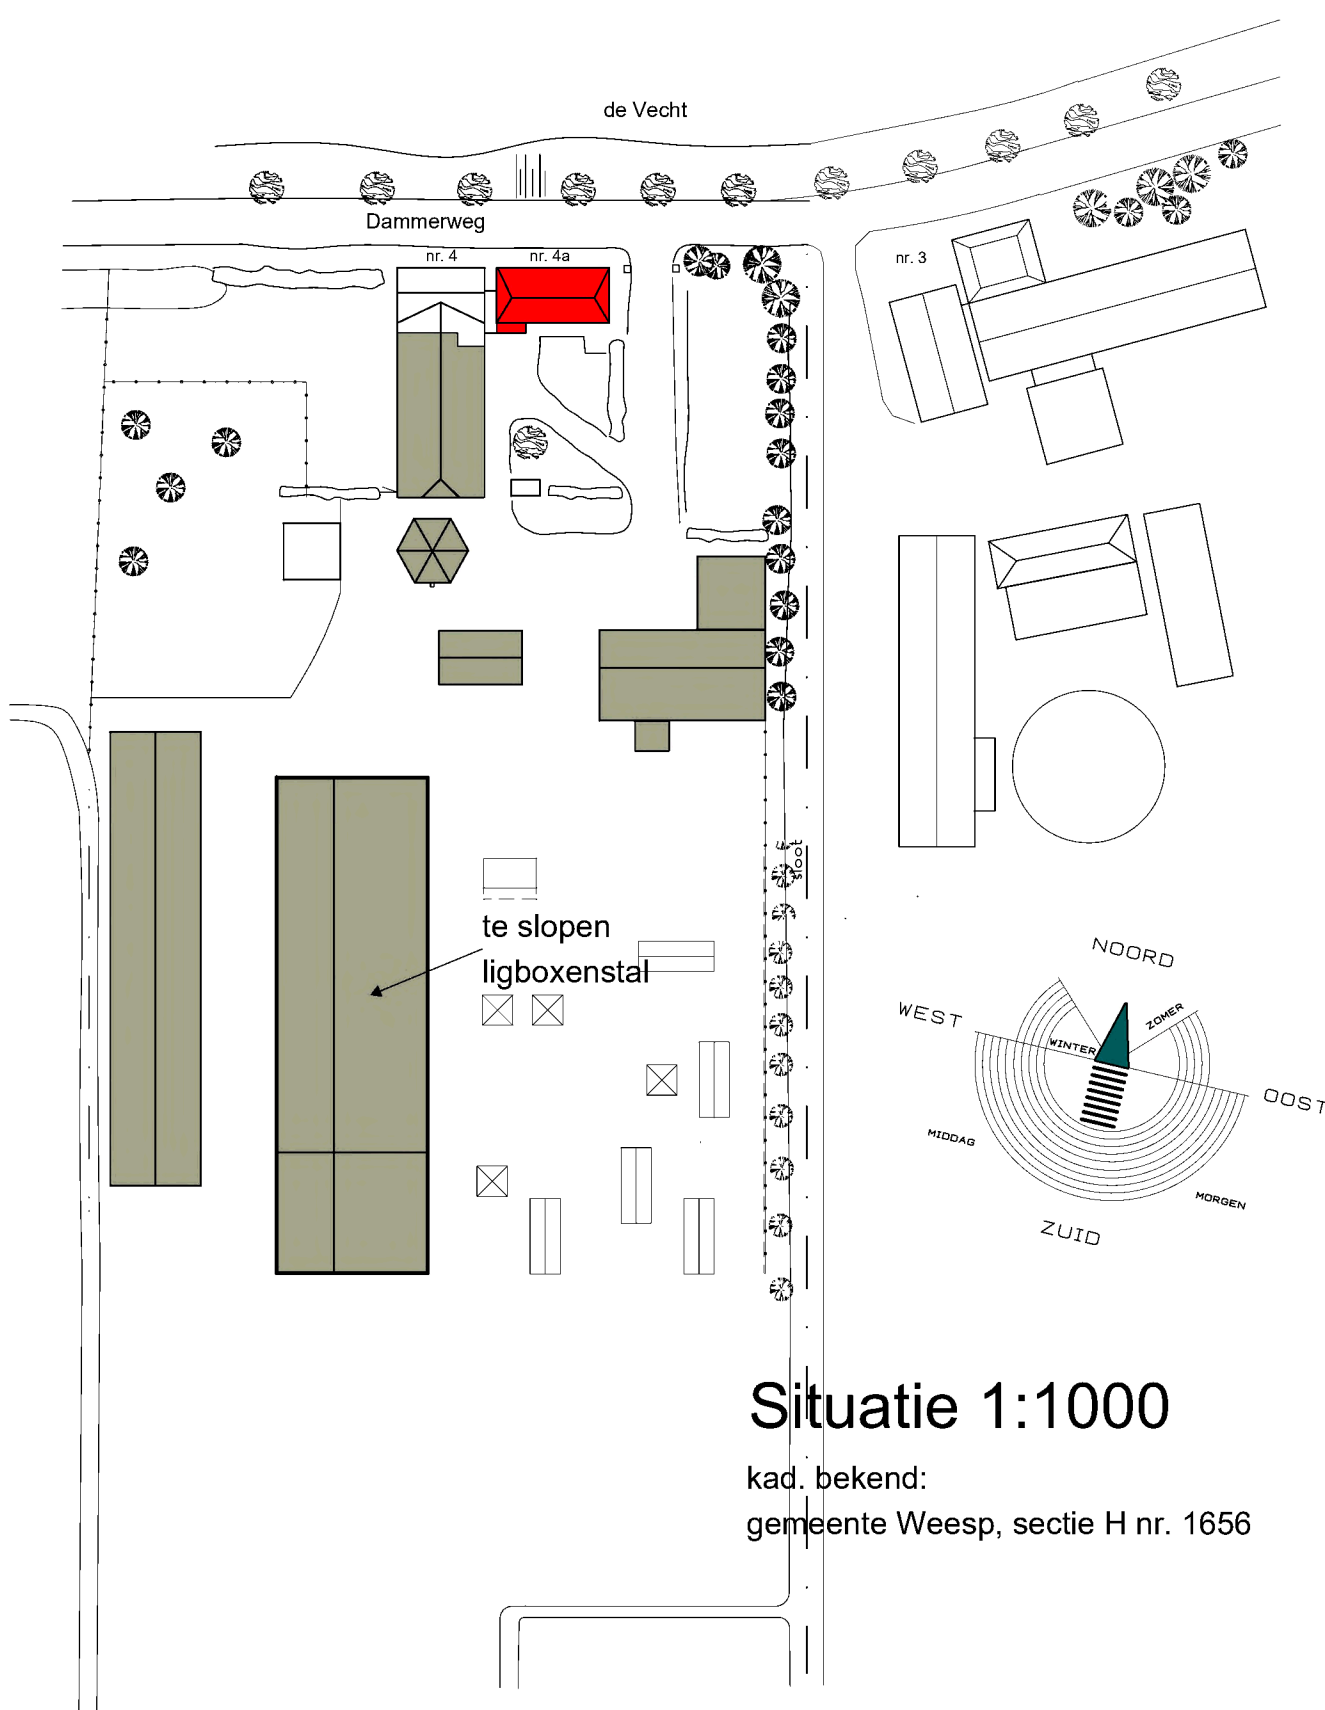 de Vecht
Dammerweg
nr. 4
nr. 4a
nr. 3
sloot
te slopen
ligboxenstal
NOORD
WEST
ZOMER
WINTER
OOST
MIDDAG
MORGEN
ZUID
Situatie 1:1000
kad. bekend:
gemeente Weesp, sectie H nr. 1656